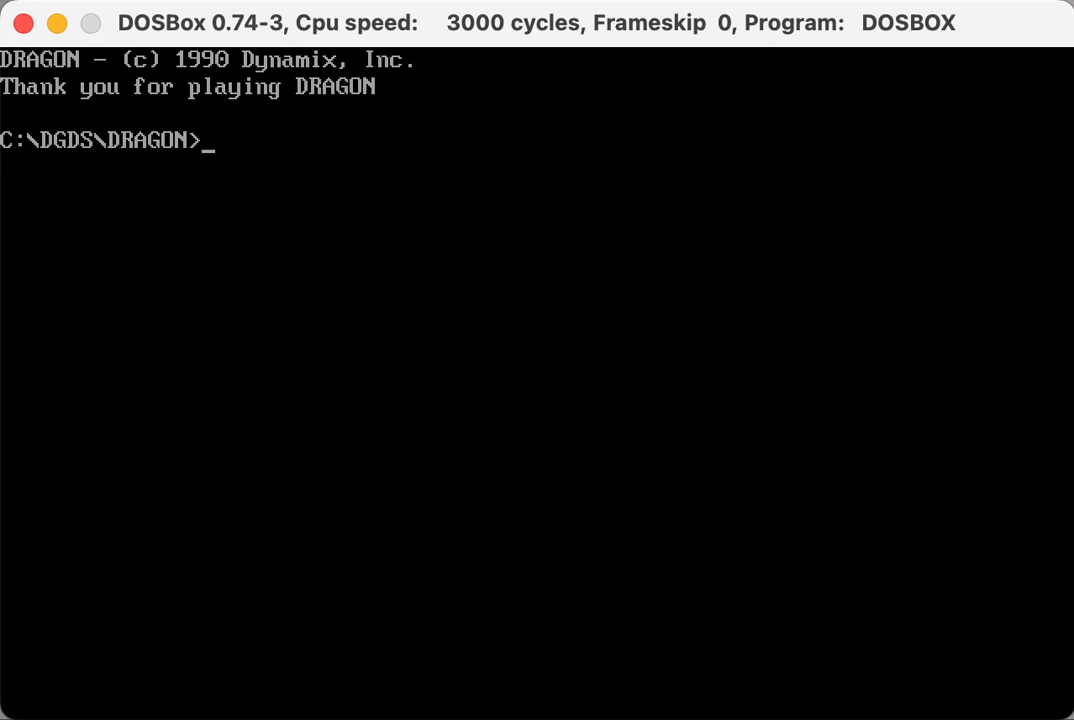 DOSBox 0.74-3, Cpu speed: 3000 cycles, Frameskip 0, Program: DOSBOX
DRAGON - (c) 1990 Dynamix, Inc.
Thank you for playing DRAGON
C:\DGDS\DRAGON>_